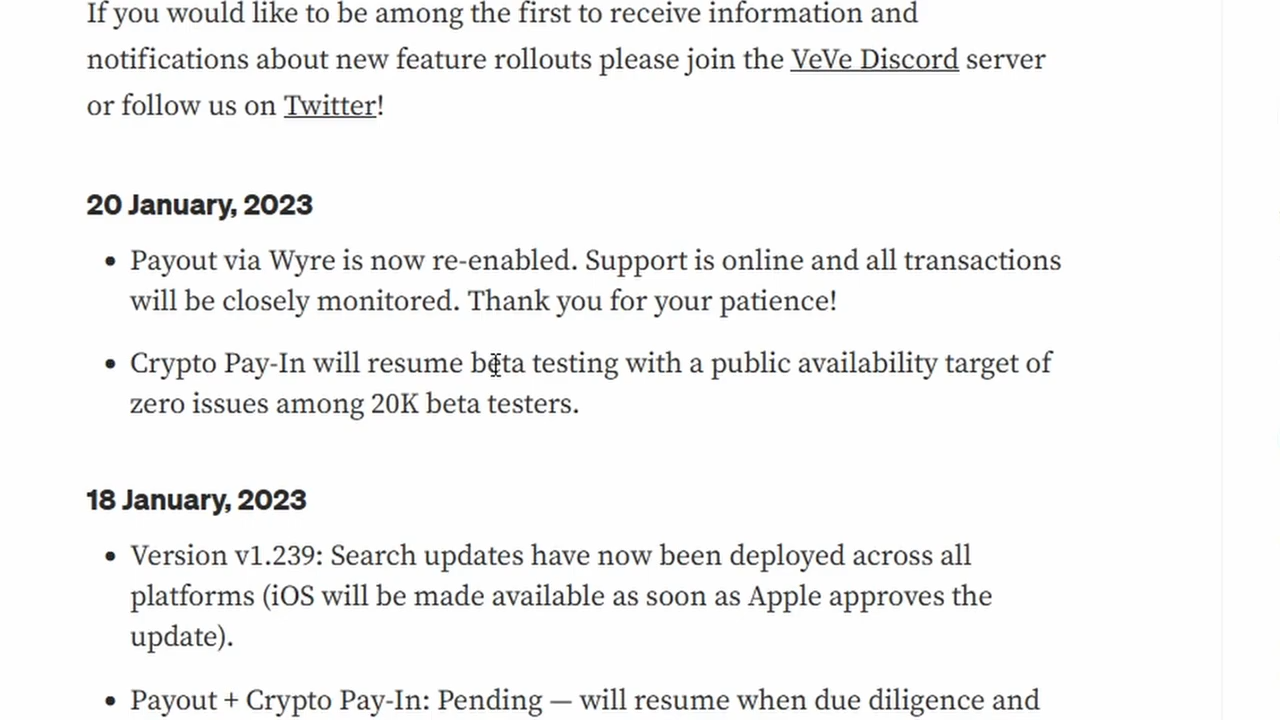 If you would like to be among the first to receive information and
notifications about new feature rollouts please join the VeVe Discord server
or follow us on Twitter!
20 January, 2023
• Payout via Wyre is now re-enabled. Support is online and all transactions
will be closely monitored. Thank you for your patience!
• Crypto Pay-In will resume beta testing with a public availability target of
zero issues among 20K beta testers.
18 January, 2023
• Version v1.239: Search updates have now been deployed across all
platforms (iOS will be made available as soon as Apple approves the
update).
• Payout + Crypto Pay-In: Pending — will resume when due diligence and